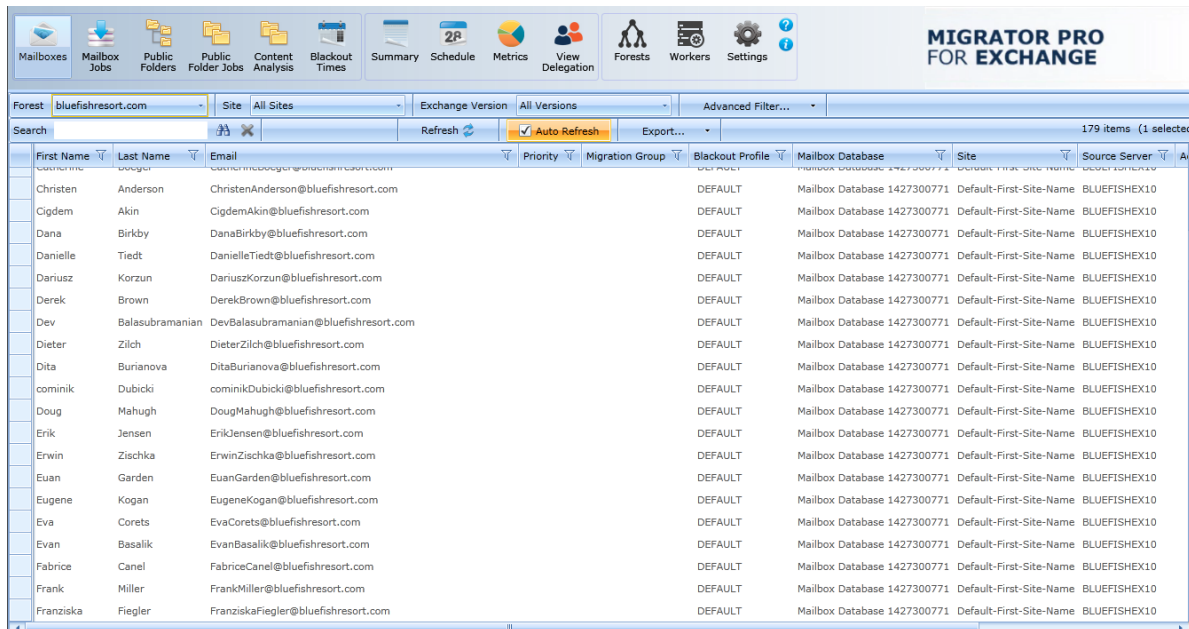 Mailboxes Mailbox Jobs Public Folders Public Folder Jobs Content Analysis Blackout Times Summary Schedule Metrics View Delegation Forests Workers Settings
MIGRATOR PRO
FOR EXCHANGE
Forest bluefishresort.com Site All Sites Exchange Version All Versions Advanced Filter...
Search Refresh Auto Refresh Export... 179 items (1 selected
First Name Last Name Email Priority Migration Group Blackout Profile Mailbox Database Site Source Server
Catherine Boeger CatherineBoeger@bluefishresort.com DEFAULT Mailbox Database 1427300771 Default-First-Site-Name BLUEFISHEX10
Christen Anderson ChristenAnderson@bluefishresort.com DEFAULT Mailbox Database 1427300771 Default-First-Site-Name BLUEFISHEX10
Cigdem Akin CigdemAkin@bluefishresort.com DEFAULT Mailbox Database 1427300771 Default-First-Site-Name BLUEFISHEX10
Dana Birkby DanaBirkby@bluefishresort.com DEFAULT Mailbox Database 1427300771 Default-First-Site-Name BLUEFISHEX10
Danielle Tiedt DanielleTiedt@bluefishresort.com DEFAULT Mailbox Database 1427300771 Default-First-Site-Name BLUEFISHEX10
Dariusz Korzun DariuszKorzun@bluefishresort.com DEFAULT Mailbox Database 1427300771 Default-First-Site-Name BLUEFISHEX10
Derek Brown DerekBrown@bluefishresort.com DEFAULT Mailbox Database 1427300771 Default-First-Site-Name BLUEFISHEX10
Dev Balasubramanian DevBalasubramanian@bluefishresort.com DEFAULT Mailbox Database 1427300771 Default-First-Site-Name BLUEFISHEX10
Dieter Zilch DieterZilch@bluefishresort.com DEFAULT Mailbox Database 1427300771 Default-First-Site-Name BLUEFISHEX10
Dita Burianova DitaBurianova@bluefishresort.com DEFAULT Mailbox Database 1427300771 Default-First-Site-Name BLUEFISHEX10
cominik Dubicki cominikDubicki@bluefishresort.com DEFAULT Mailbox Database 1427300771 Default-First-Site-Name BLUEFISHEX10
Doug Mahugh DougMahugh@bluefishresort.com DEFAULT Mailbox Database 1427300771 Default-First-Site-Name BLUEFISHEX10
Erik Jensen ErikJensen@bluefishresort.com DEFAULT Mailbox Database 1427300771 Default-First-Site-Name BLUEFISHEX10
Erwin Zischka ErwinZischka@bluefishresort.com DEFAULT Mailbox Database 1427300771 Default-First-Site-Name BLUEFISHEX10
Euan Garden EuanGarden@bluefishresort.com DEFAULT Mailbox Database 1427300771 Default-First-Site-Name BLUEFISHEX10
Eugene Kogan EugeneKogan@bluefishresort.com DEFAULT Mailbox Database 1427300771 Default-First-Site-Name BLUEFISHEX10
Eva Corets EvaCorets@bluefishresort.com DEFAULT Mailbox Database 1427300771 Default-First-Site-Name BLUEFISHEX10
Evan Basalik EvanBasalik@bluefishresort.com DEFAULT Mailbox Database 1427300771 Default-First-Site-Name BLUEFISHEX10
Fabrice Canel FabriceCanel@bluefishresort.com DEFAULT Mailbox Database 1427300771 Default-First-Site-Name BLUEFISHEX10
Frank Miller FrankMiller@bluefishresort.com DEFAULT Mailbox Database 1427300771 Default-First-Site-Name BLUEFISHEX10
Franziska Fiegler FranziskaFiegler@bluefishresort.com DEFAULT Mailbox Database 1427300771 Default-First-Site-Name BLUEFISHEX10